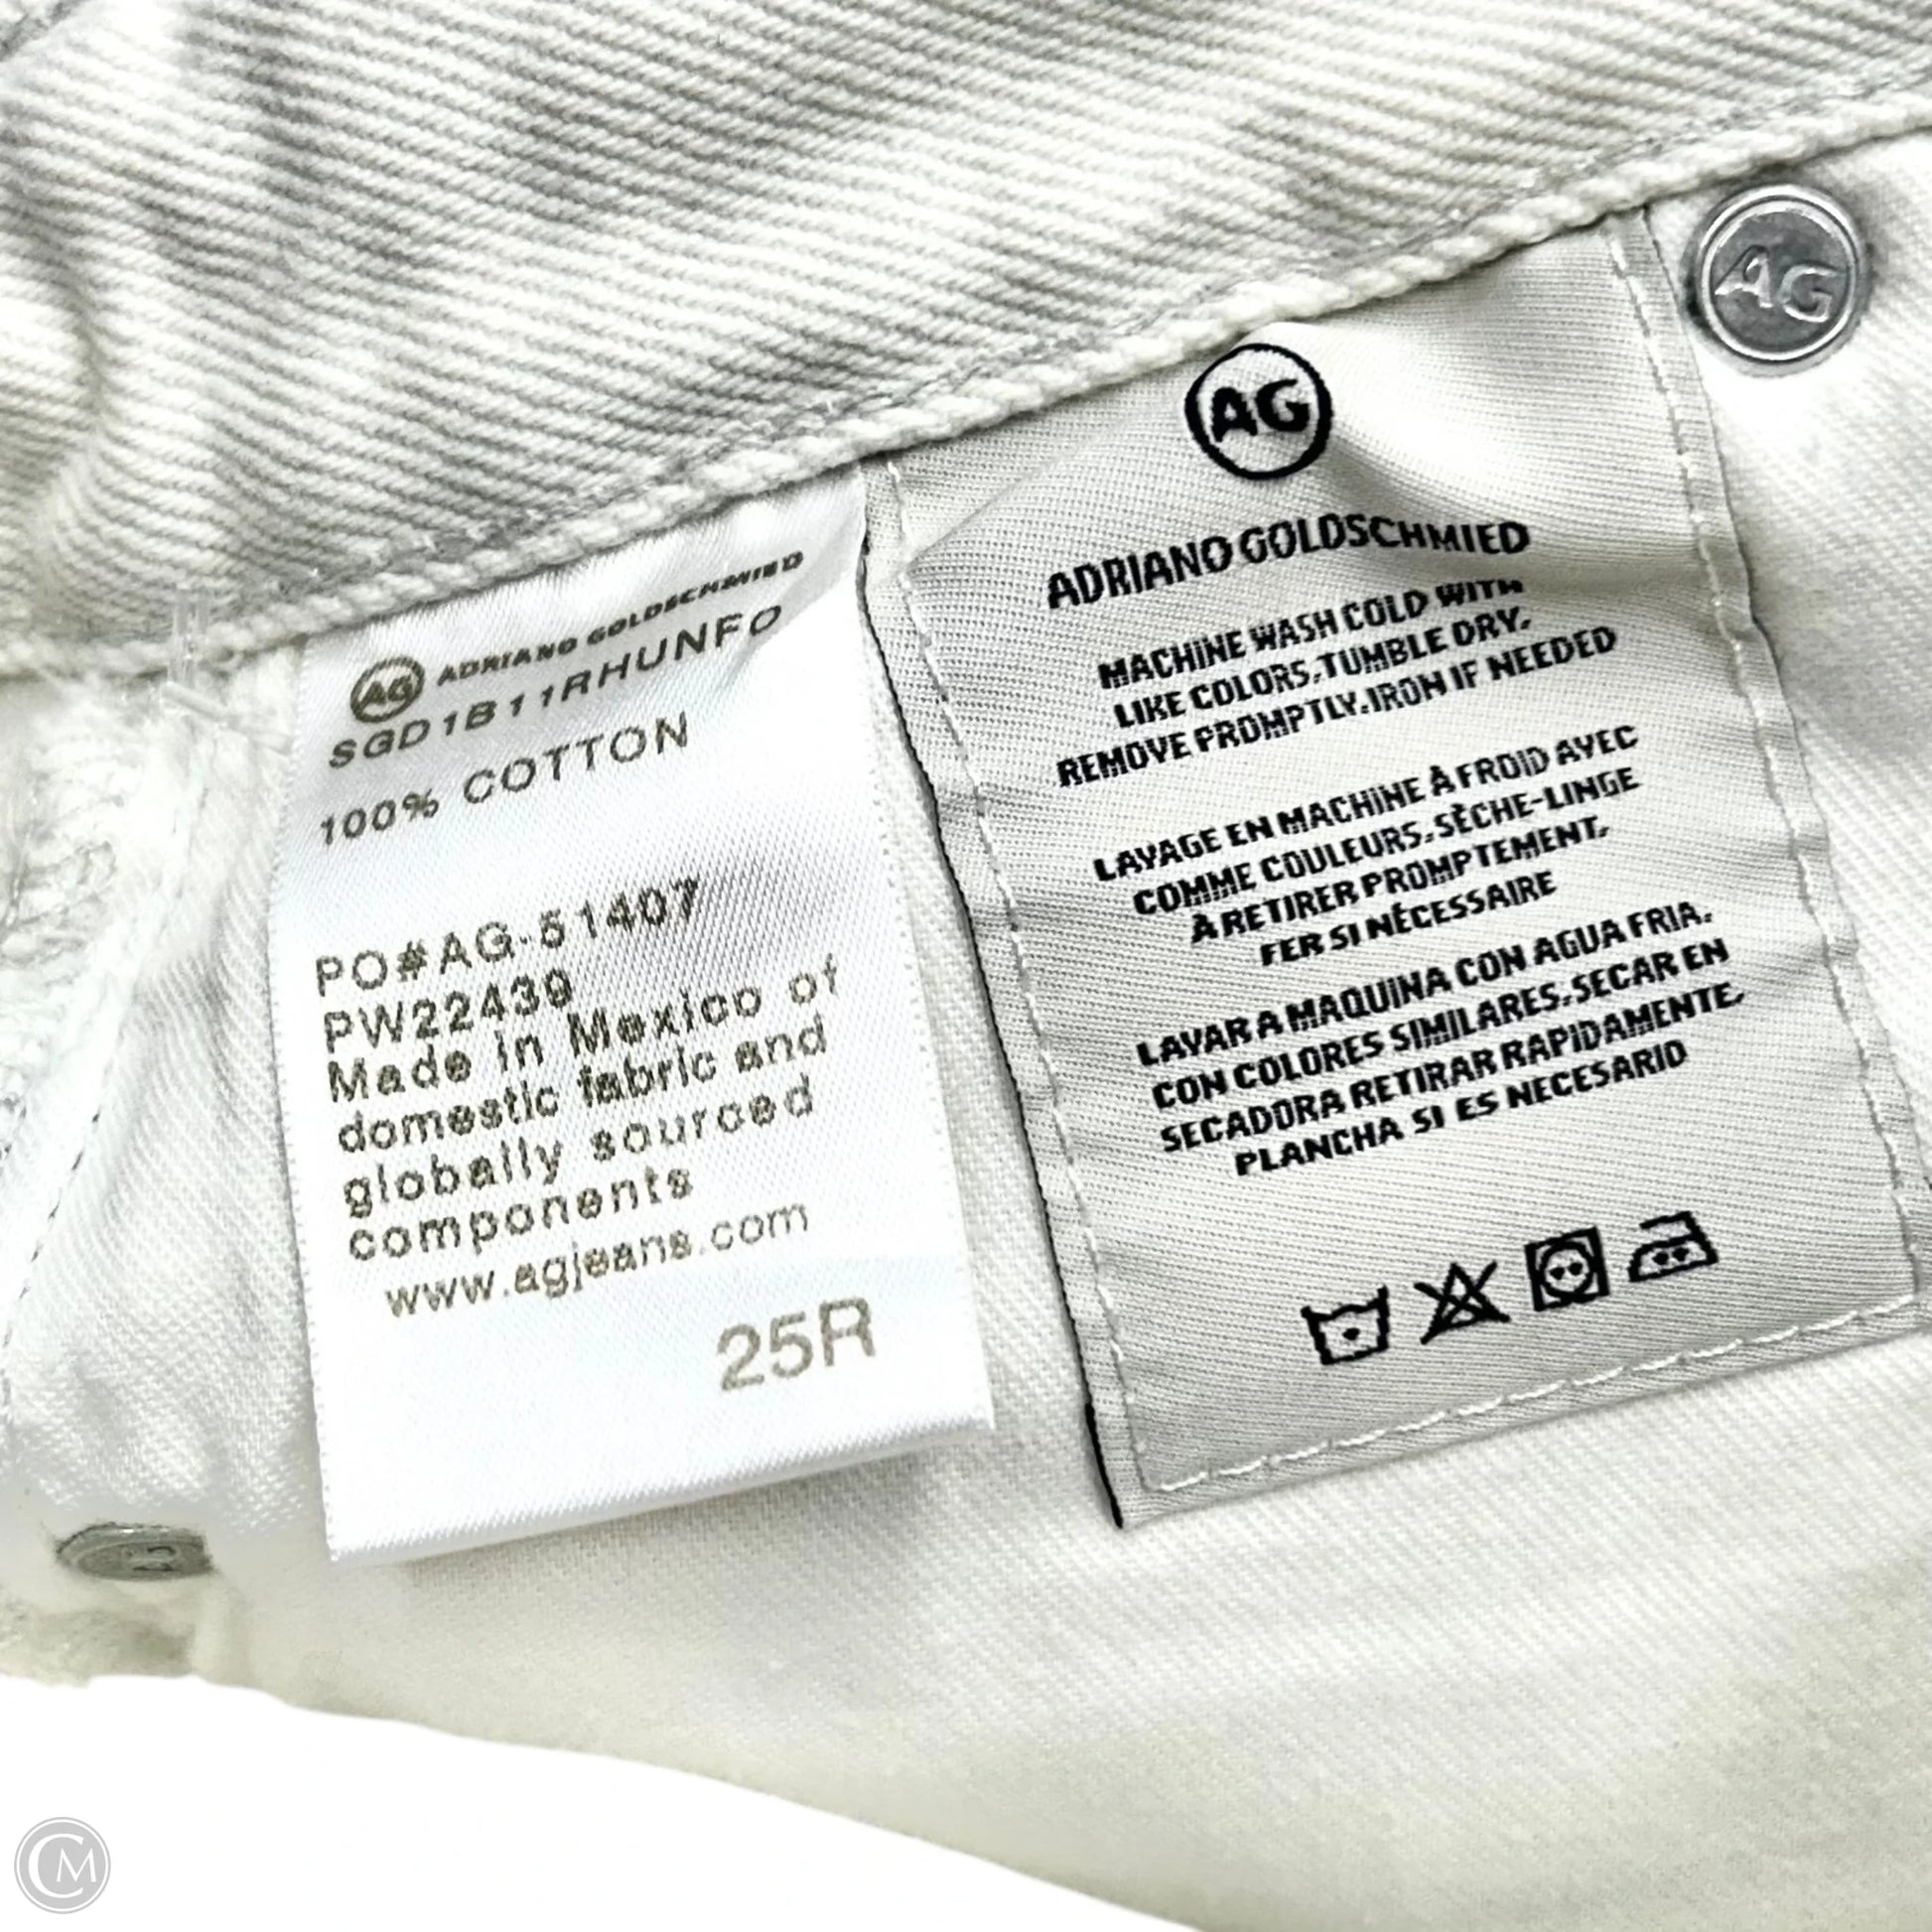 AG ADRIANO GOLDSCHMIED
SGD1B11RHUNFO
100% COTTON
PO#AG-51407
PW22439
Made in Mexico of
domestic fabric and
globally sourced
components
www.agjeans.com
25R
AG
ADRIANO GOLDSCHMIED
MACHINE WASH COLD WITH
LIKE COLORS, TUMBLE DRY,
REMOVE PROMPTLY, IRON IF NEEDED
LAVAGE EN MACHINE À FROID AVEC
COMME COULEURS, SÈCHE-LINGE
À RETIRER PROMPTEMENT,
FER SI NÉCESSAIRE
LAVAR A MAQUINA CON AGUA FRIA,
CON COLORES SIMILARES, SECAR EN
SECADORA RETIRAR RAPIDAMENTE,
PLANCHA SI ES NECESARIO
AG
CM